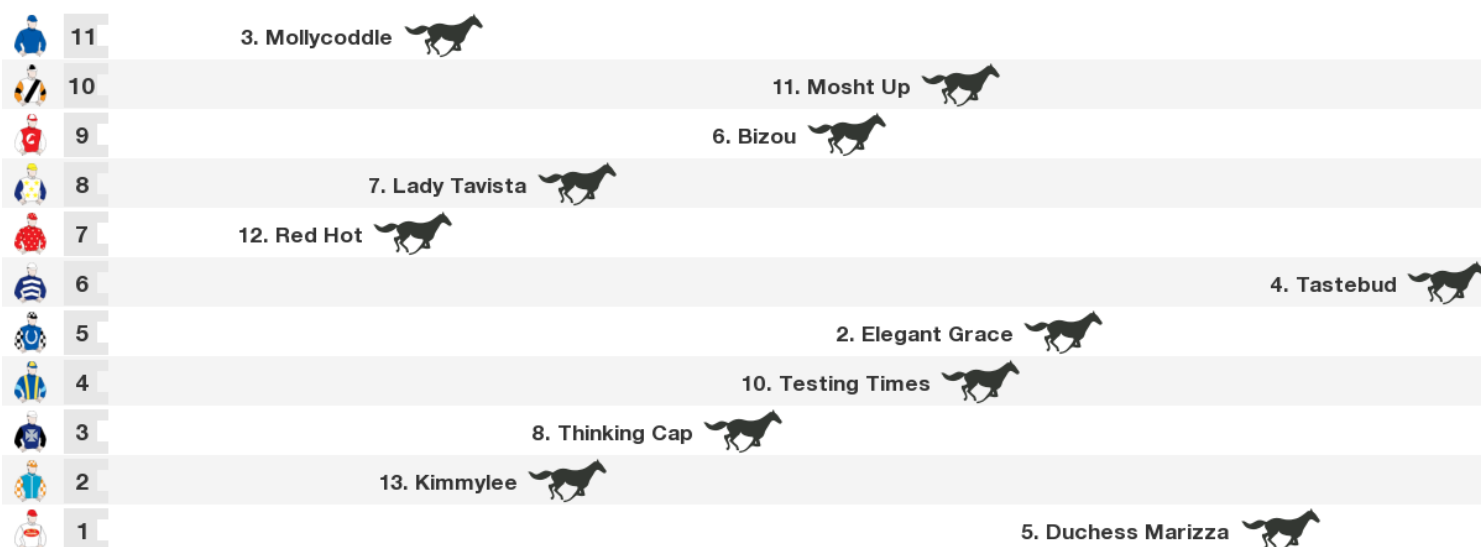 11 3. Mollycoddle
10 11. Mosht Up
9 6. Bizou
8 7. Lady Tavista
7 12. Red Hot
6 4. Tastebud
5 2. Elegant Grace
4 10. Testing Times
3 8. Thinking Cap
2 13. Kimmylee
1 5. Duchess Marizza